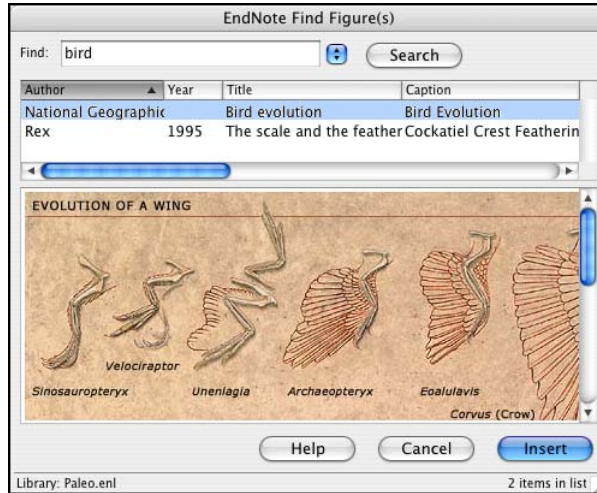 EndNote Find Figure(s)
Find: bird Search
Author Year Title Caption
National Geographic Bird evolution Bird Evolution
Rex 1995 The scale and the feather Cockatiel Crest Featherin
EVOLUTION OF A WING
Velociraptor
Sinosauropteryx Unenlagia Archaeopteryx Eoalulavis
Corvus (Crow)
Help Cancel Insert
Library: Paleo.enl 2 items in list